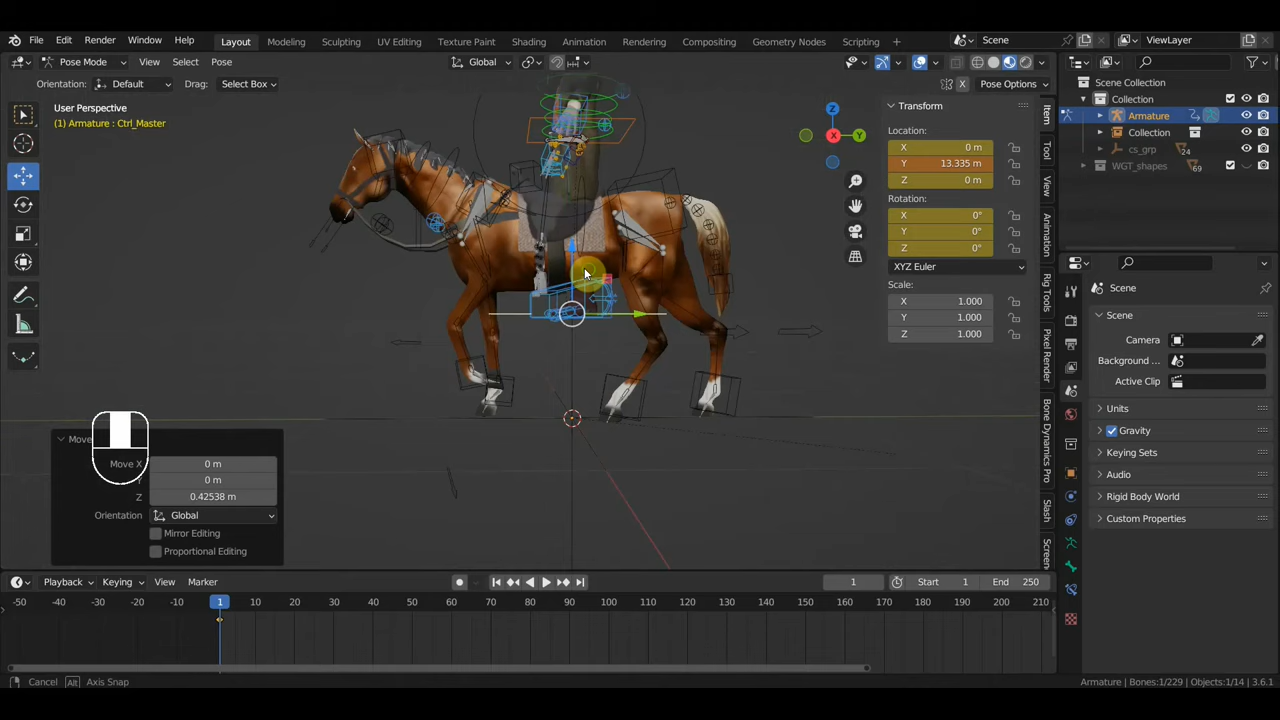 File Edit Render Window Help Layout Modeling Sculpting UV Editing Texture Paint Shading Animation Rendering Compositing Geometry Nodes Scripting + Scene ViewLayer
Pose Mode View Select Pose Global
Orientation: Default Drag: Select Box X Pose Options
Scene Collection
Collection
Armature
Collection
cs_grp 24
WGT_shapes 69
User Perspective
(1) Armature : Ctrl_Master
Z
X Y
Transform
Location:
X 0 m
Y 13.335 m
Z 0 m
Rotation:
X 0°
Y 0°
Z 0°
XYZ Euler
Scale:
X 1.000
Y 1.000
Z 1.000
Item
Tool
View
Animation
Rig Tools
Pixel Render
Bone Dynamics Pro
Slash
Screen
Scene
Scene
Camera
Background ...
Active Clip
Units
Gravity
Keying Sets
Audio
Rigid Body World
Custom Properties
Move
Move X 0 m
0 m
Z 0.42538 m
Orientation Global
Mirror Editing
Proportional Editing
Playback Keying View Marker 1 Start 1 End 250
-50 -40 -30 -20 -10 1 10 20 30 40 50 60 70 80 90 100 110 120 130 140 150 160 170 180 190 200 210
Cancel Alt Axis Snap Armature | Bones:1/229 | Objects:1/14 | 3.6.1